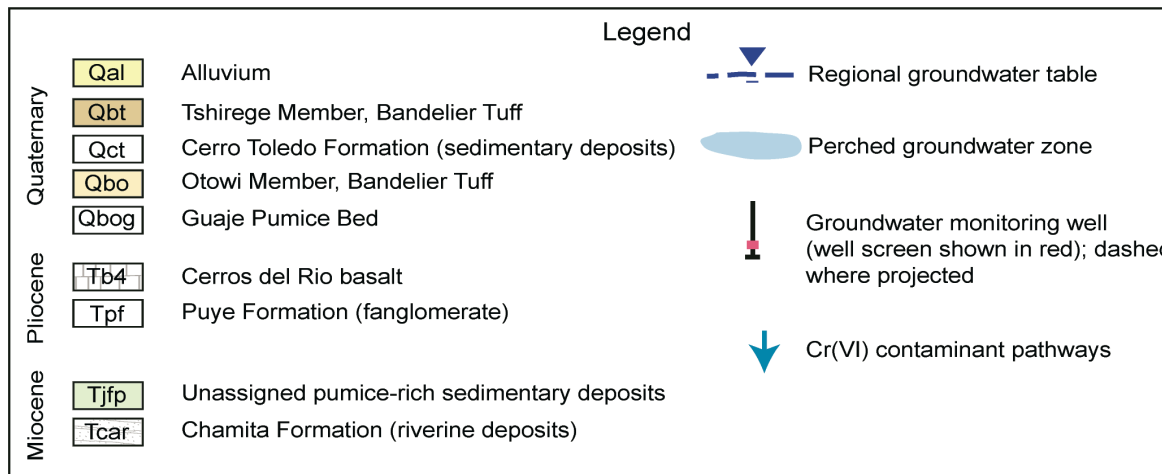 Legend
Quaternary
Qal Alluvium
Qbt Tshirege Member, Bandelier Tuff
Qct Cerro Toledo Formation (sedimentary deposits)
Qbo Otowi Member, Bandelier Tuff
Qbog Guaje Pumice Bed
Pliocene
Tb4 Cerros del Rio basalt
Tpf Puye Formation (fanglomerate)
Miocene
Tjfp Unassigned pumice-rich sedimentary deposits
Tcar Chamita Formation (riverine deposits)
Regional groundwater table
Perched groundwater zone
Groundwater monitoring well
(well screen shown in red); dashed
where projected
Cr(VI) contaminant pathways